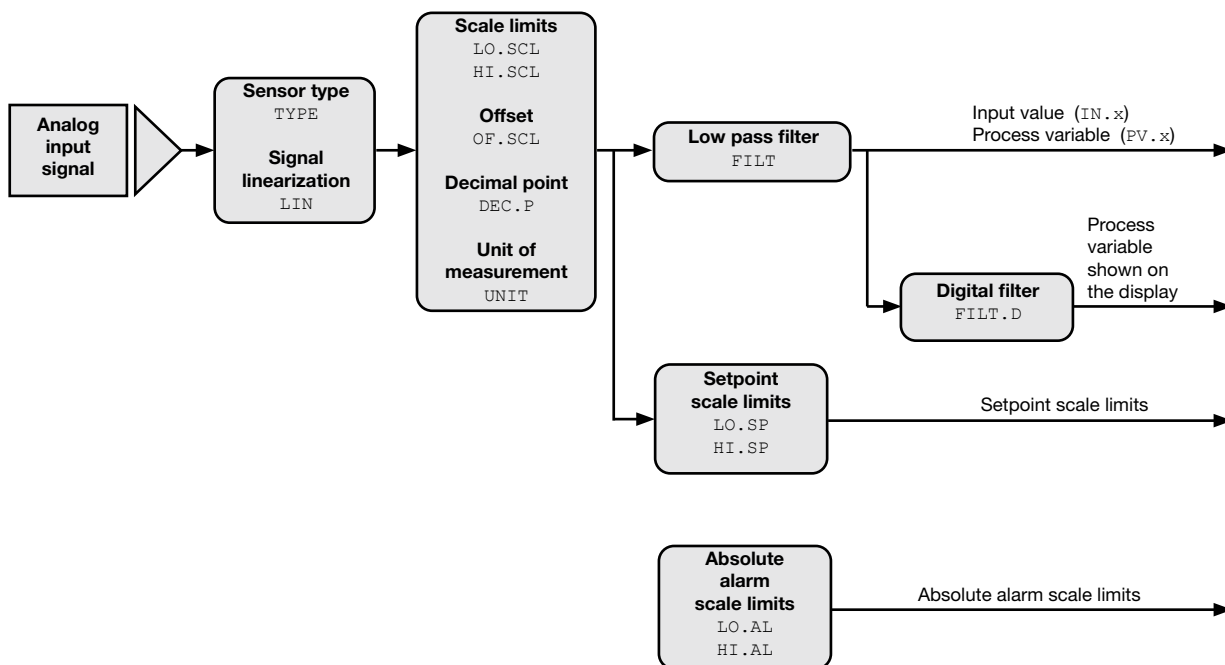 Analog
input
signal
Sensor type
TYPE
Signal
linearization
LIN
Scale limits
LO.SCL
HI.SCL
Offset
OF.SCL
Decimal point
DEC.P
Unit of
measurement
UNIT
Low pass filter
FILT
Input value (IN.x)
Process variable (PV.x)
Digital filter
FILT.D
Process
variable
shown on
the display
Setpoint
scale limits
LO.SP
HI.SP
Setpoint scale limits
Absolute
alarm
scale limits
LO.AL
HI.AL
Absolute alarm scale limits